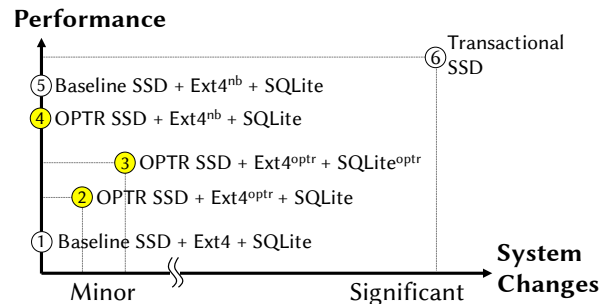 Performance
6 Transactional
SSD
5 Baseline SSD + Ext4ⁿᵇ + SQLite
4 OPTR SSD + Ext4ⁿᵇ + SQLite
3 OPTR SSD + Ext4ᵒᵖᵗʳ + SQLiteᵒᵖᵗʳ
2 OPTR SSD + Ext4ᵒᵖᵗʳ + SQLite
1 Baseline SSD + Ext4 + SQLite
System
Changes
Minor
Significant